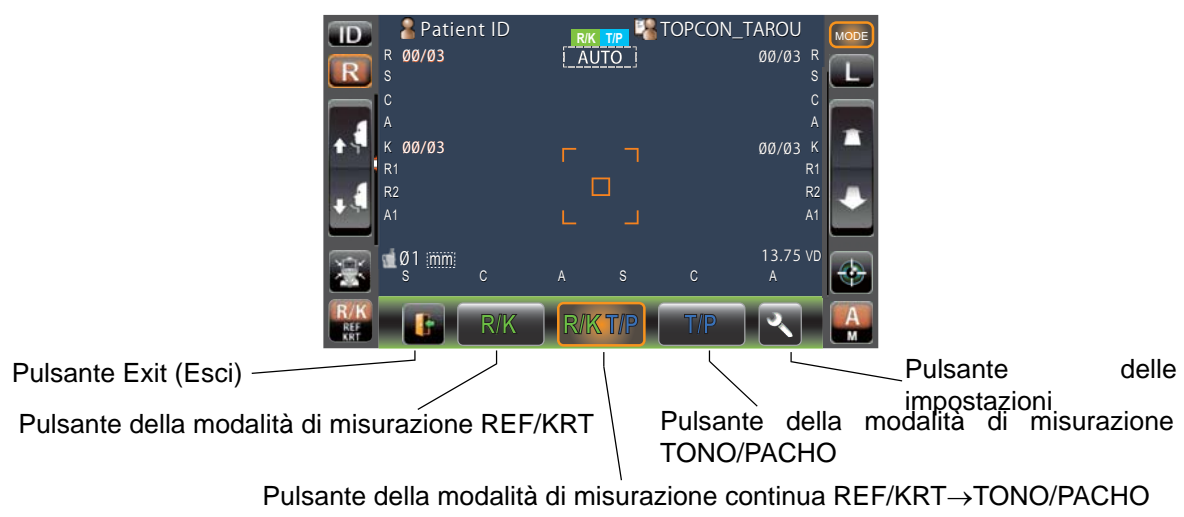 ID
Patient ID
R/K T/P
TOPCON_TAROU
MODE
R 00/03
AUTO
00/03 R
R
S
S
L
C
C
A
A
K 00/03
00/03 K
R1
R1
R2
R2
A1
A1
Ø1 mm
13.75 VD
S C A S C A
R/K
REF
KRT
R/K
R/K T/P
T/P
A
M
Pulsante Exit (Esci)
Pulsante delle
impostazioni
Pulsante della modalità di misurazione REF/KRT
Pulsante della modalità di misurazione
TONO/PACHO
Pulsante della modalità di misurazione continua REF/KRT→TONO/PACHO